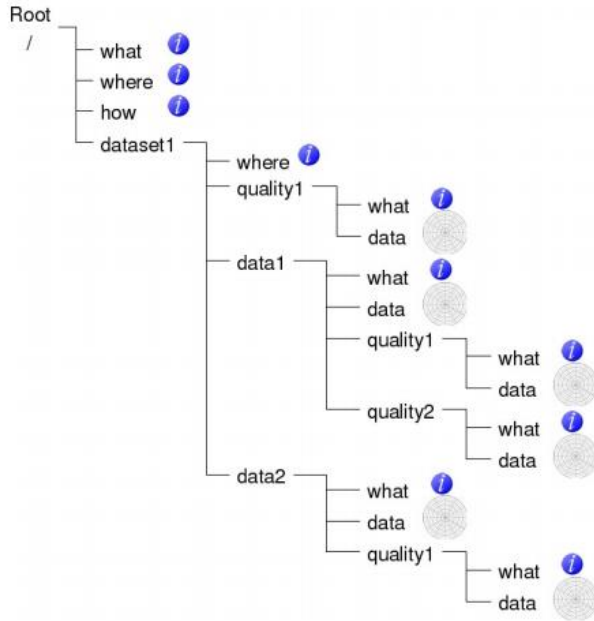 Root
/
what i
where i
how i
dataset1
where i
quality1
what i
data
data1
what i
data
quality1
what i
data
quality2
what i
data
data2
what i
data
quality1
what i
data